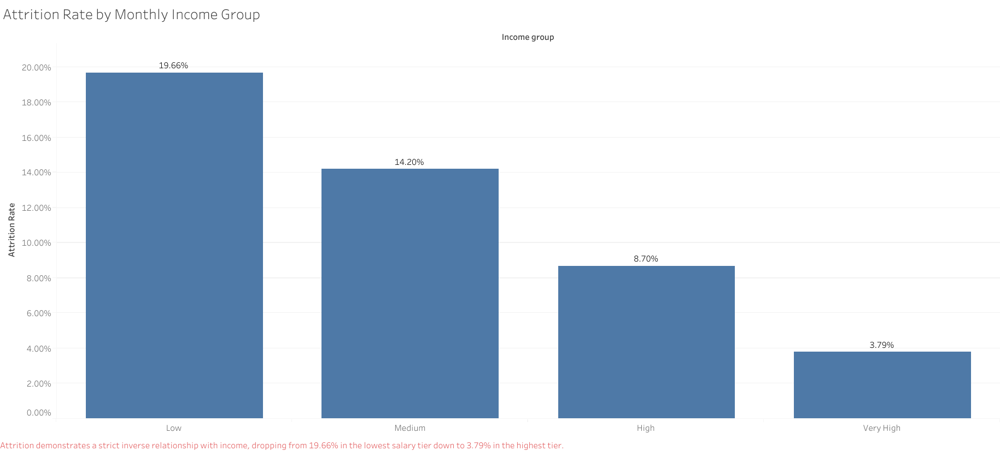 Attrition Rate by Monthly Income Group
Income group
Attrition Rate
20.00%
18.00%
16.00%
14.00%
12.00%
10.00%
8.00%
6.00%
4.00%
2.00%
0.00%
19.66%
14.20%
8.70%
3.79%
Low
Medium
High
Very High
Attrition demonstrates a strict inverse relationship with income, dropping from 19.66% in the lowest salary tier down to 3.79% in the highest tier.